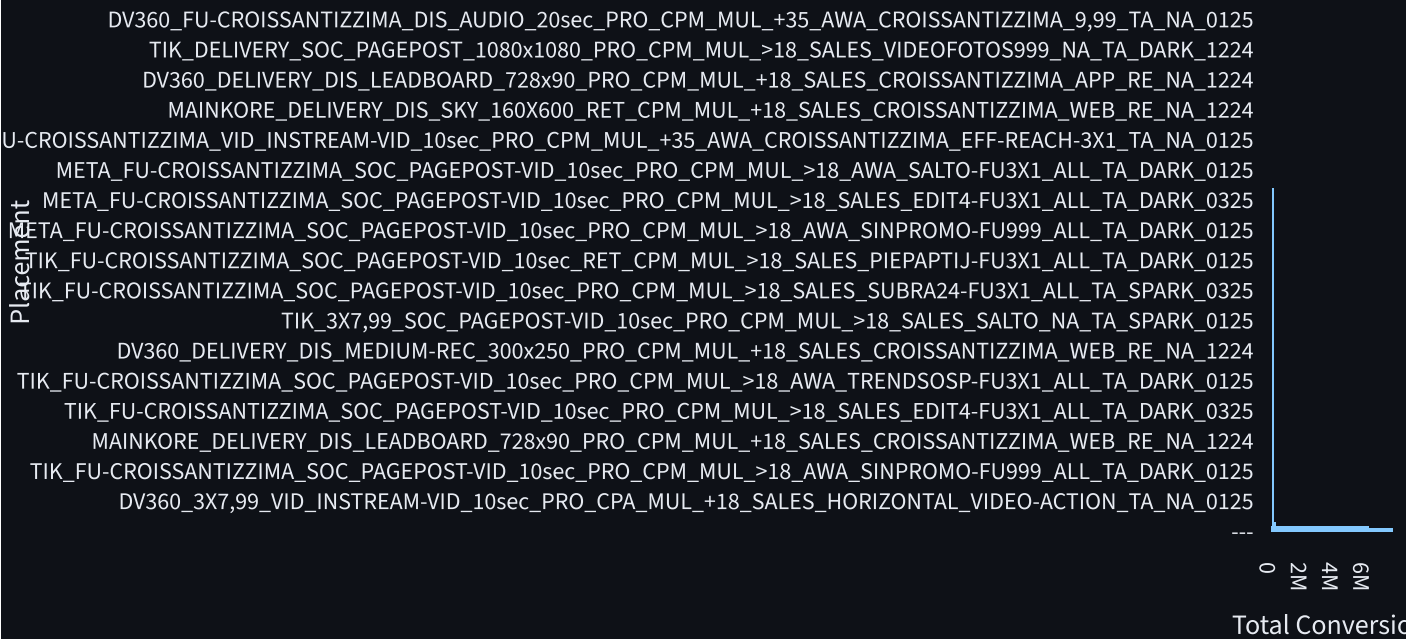 DV360_FU-CROISSANTIZZIMA_DIS_AUDIO_20sec_PRO_CPM_MUL_+35_AWA_CROISSANTIZZIMA_9,99_TA_NA_0125
TIK_DELIVERY_SOC_PAGEPOST_1080x1080_PRO_CPM_MUL_>18_SALES_VIDEOFOTOS999_NA_TA_DARK_1224
DV360_DELIVERY_DIS_LEADBOARD_728x90_PRO_CPM_MUL_+18_SALES_CROISSANTIZZIMA_APP_RE_NA_1224
MAINKORE_DELIVERY_DIS_SKY_160X600_RET_CPM_MUL_+18_SALES_CROISSANTIZZIMA_WEB_RE_NA_1224
U-CROISSANTIZZIMA_VID_INSTREAM-VID_10sec_PRO_CPM_MUL_+35_AWA_CROISSANTIZZIMA_EFF-REACH-3X1_TA_NA_0125
META_FU-CROISSANTIZZIMA_SOC_PAGEPOST-VID_10sec_PRO_CPM_MUL_>18_AWA_SALTO-FU3X1_ALL_TA_DARK_0125
META_FU-CROISSANTIZZIMA_SOC_PAGEPOST-VID_10sec_PRO_CPM_MUL_>18_SALES_EDIT4-FU3X1_ALL_TA_DARK_0325
META_FU-CROISSANTIZZIMA_SOC_PAGEPOST-VID_10sec_PRO_CPM_MUL_>18_AWA_SINPROMO-FU999_ALL_TA_DARK_0125
TIK_FU-CROISSANTIZZIMA_SOC_PAGEPOST-VID_10sec_RET_CPM_MUL_>18_SALES_PIEPAPTIJ-FU3X1_ALL_TA_DARK_0125
TIK_FU-CROISSANTIZZIMA_SOC_PAGEPOST-VID_10sec_PRO_CPM_MUL_>18_SALES_SUBRA24-FU3X1_ALL_TA_SPARK_0325
TIK_3X7,99_SOC_PAGEPOST-VID_10sec_PRO_CPM_MUL_>18_SALES_SALTO_NA_TA_SPARK_0125
DV360_DELIVERY_DIS_MEDIUM-REC_300x250_PRO_CPM_MUL_+18_SALES_CROISSANTIZZIMA_WEB_RE_NA_1224
TIK_FU-CROISSANTIZZIMA_SOC_PAGEPOST-VID_10sec_PRO_CPM_MUL_>18_AWA_TRENDSOSP-FU3X1_ALL_TA_DARK_0125
TIK_FU-CROISSANTIZZIMA_SOC_PAGEPOST-VID_10sec_PRO_CPM_MUL_>18_SALES_EDIT4-FU3X1_ALL_TA_DARK_0325
MAINKORE_DELIVERY_DIS_LEADBOARD_728x90_PRO_CPM_MUL_+18_SALES_CROISSANTIZZIMA_WEB_RE_NA_1224
TIK_FU-CROISSANTIZZIMA_SOC_PAGEPOST-VID_10sec_PRO_CPM_MUL_>18_AWA_SINPROMO-FU999_ALL_TA_DARK_0125
DV360_3X7,99_VID_INSTREAM-VID_10sec_PRO_CPA_MUL_+18_SALES_HORIZONTAL_VIDEO-ACTION_TA_NA_0125
---
Placement
0
2M
4M
6M
Total Conversio